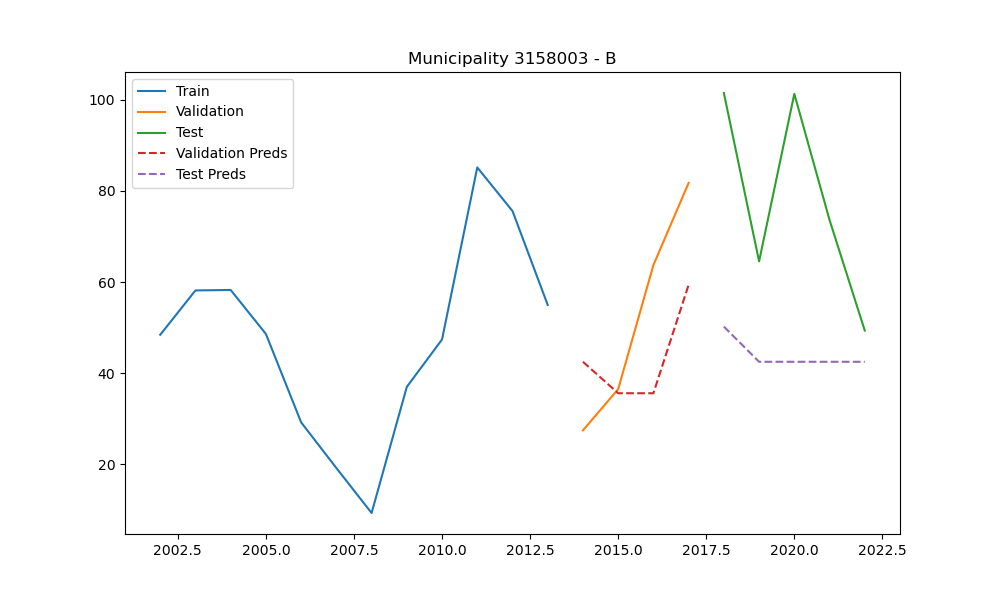 Municipality 3158003 - B
Train
Validation
Test
Validation Preds
Test Preds
100
80
60
40
20
2002.5 2005.0 2007.5 2010.0 2012.5 2015.0 2017.5 2020.0 2022.5